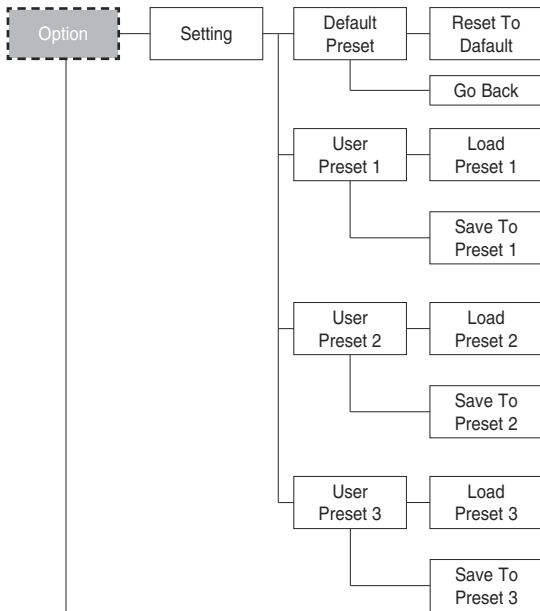 Option
Setting
Default
Preset
Reset To
Dafault
Go Back
User
Preset 1
Load
Preset 1
Save To
Preset 1
User
Preset 2
Load
Preset 2
Save To
Preset 2
User
Preset 3
Load
Preset 3
Save To
Preset 3